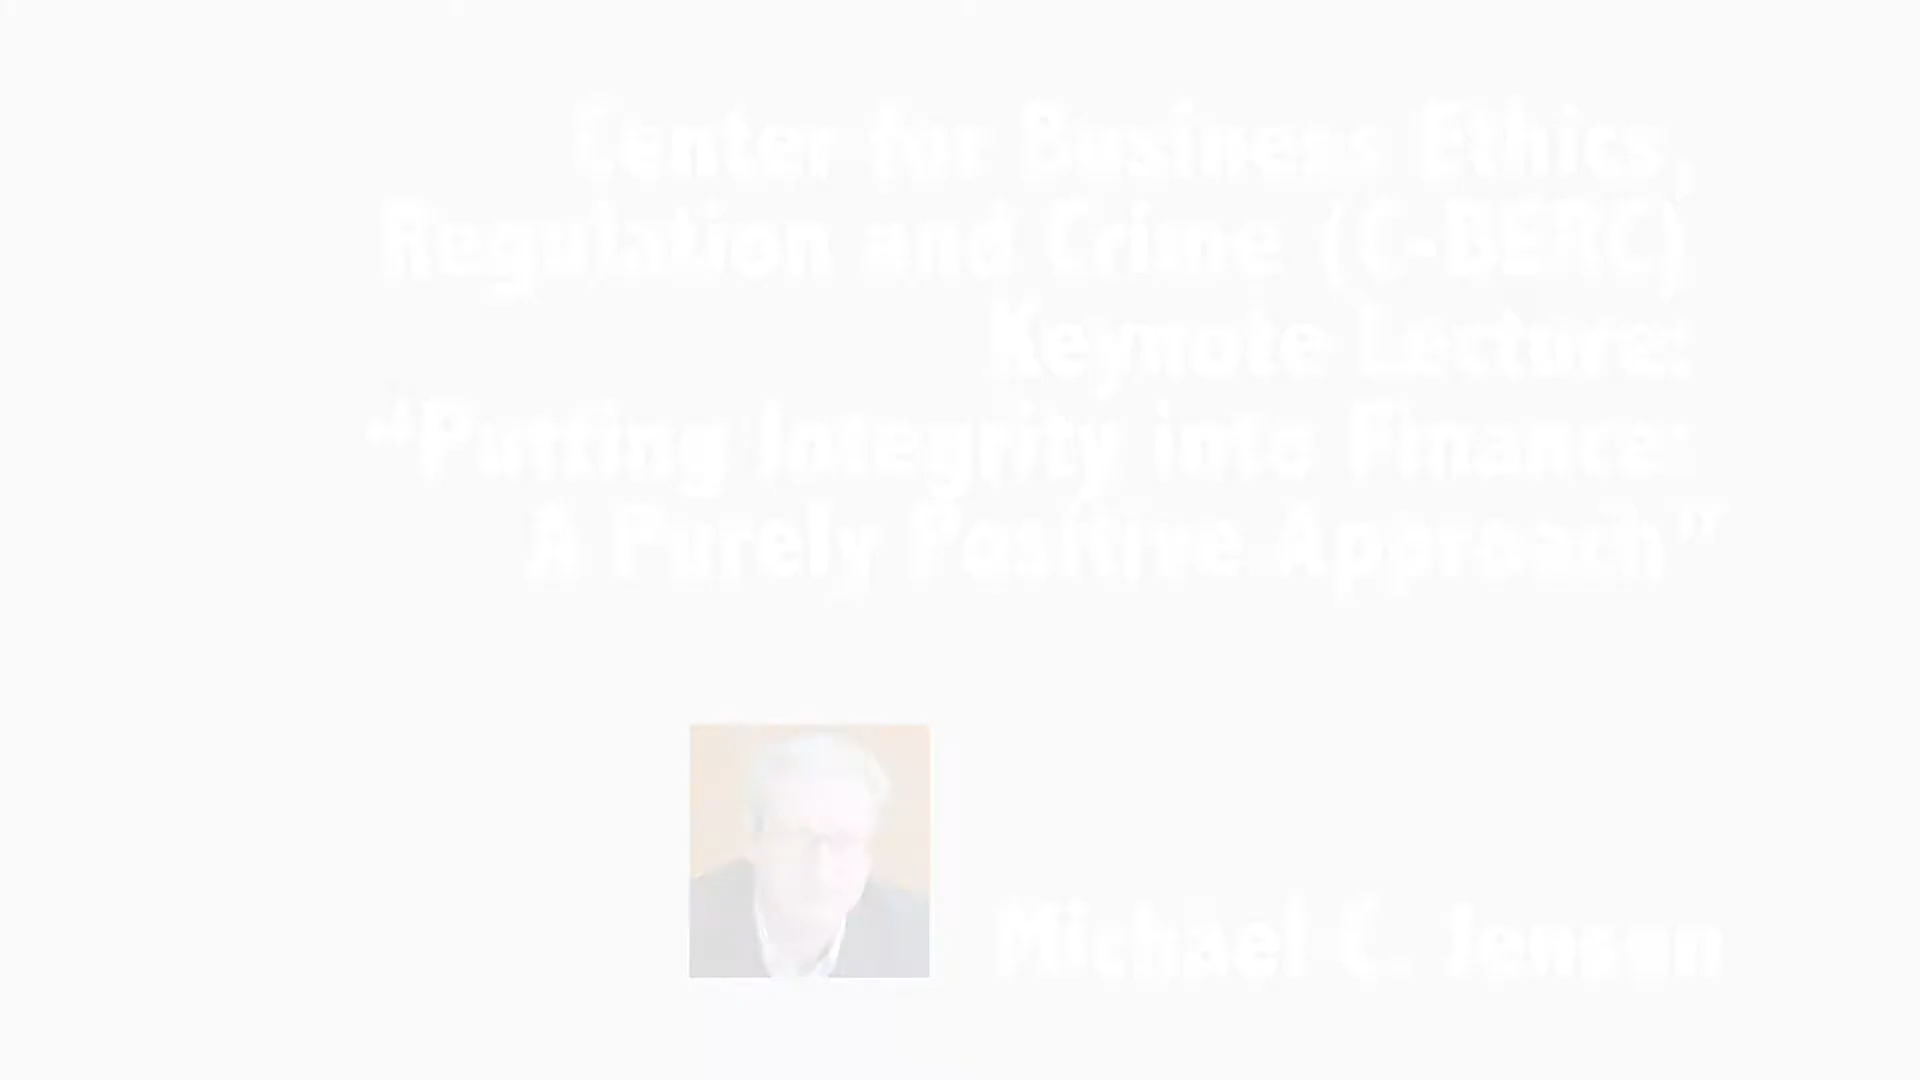 Center for Business Ethics,
Regulation and Crime (C-BERC)
Keynote Lecture:
“Putting Integrity into Finance:
A Purely Positive Approach”
Michael C. Jensen